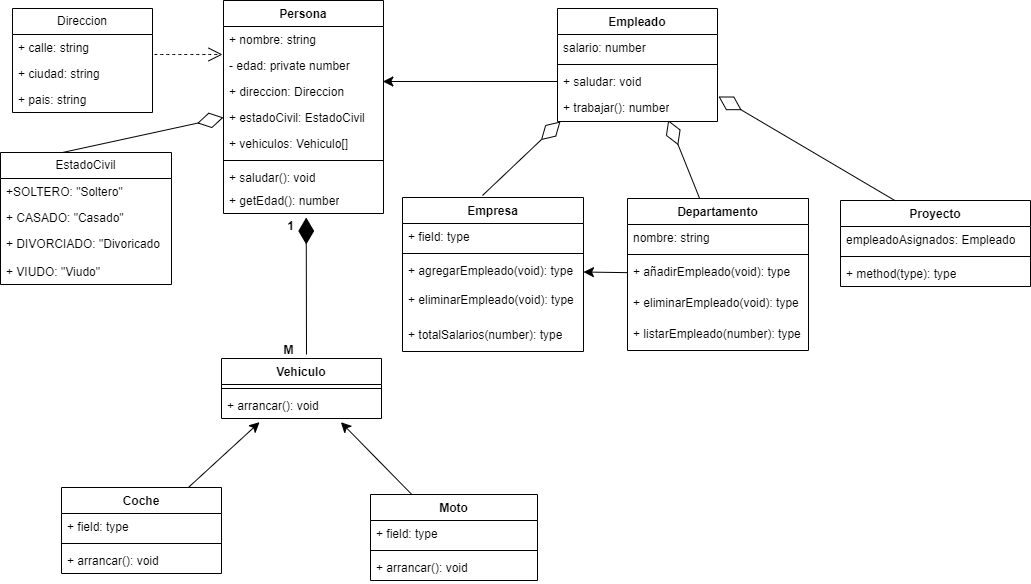 Direccion
+ calle: string
+ ciudad: string
+ pais: string
Persona
+ nombre: string
- edad: private number
+ direccion: Direccion
+ estadoCivil: EstadoCivil
+ vehiculos: Vehiculo[]
+ saludar(): void
+ getEdad(): number
Empleado
salario: number
+ saludar: void
+ trabajar(): number
EstadoCivil
+SOLTERO: "Soltero"
+ CASADO: "Casado"
+ DIVORCIADO: "Divoricado
+ VIUDO: "Viudo"
Empresa
+ field: type
+ agregarEmpleado(void): type
+ eliminarEmpleado(void): type
+ totalSalarios(number): type
Departamento
nombre: string
+ añadirEmpleado(void): type
+ eliminarEmpleado(void): type
+ listarEmpleado(number): type
Proyecto
empleadoAsignados: Empleado
+ method(type): type
1
M
Vehiculo
+ arrancar(): void
Coche
+ field: type
+ arrancar(): void
Moto
+ field: type
+ arrancar(): void